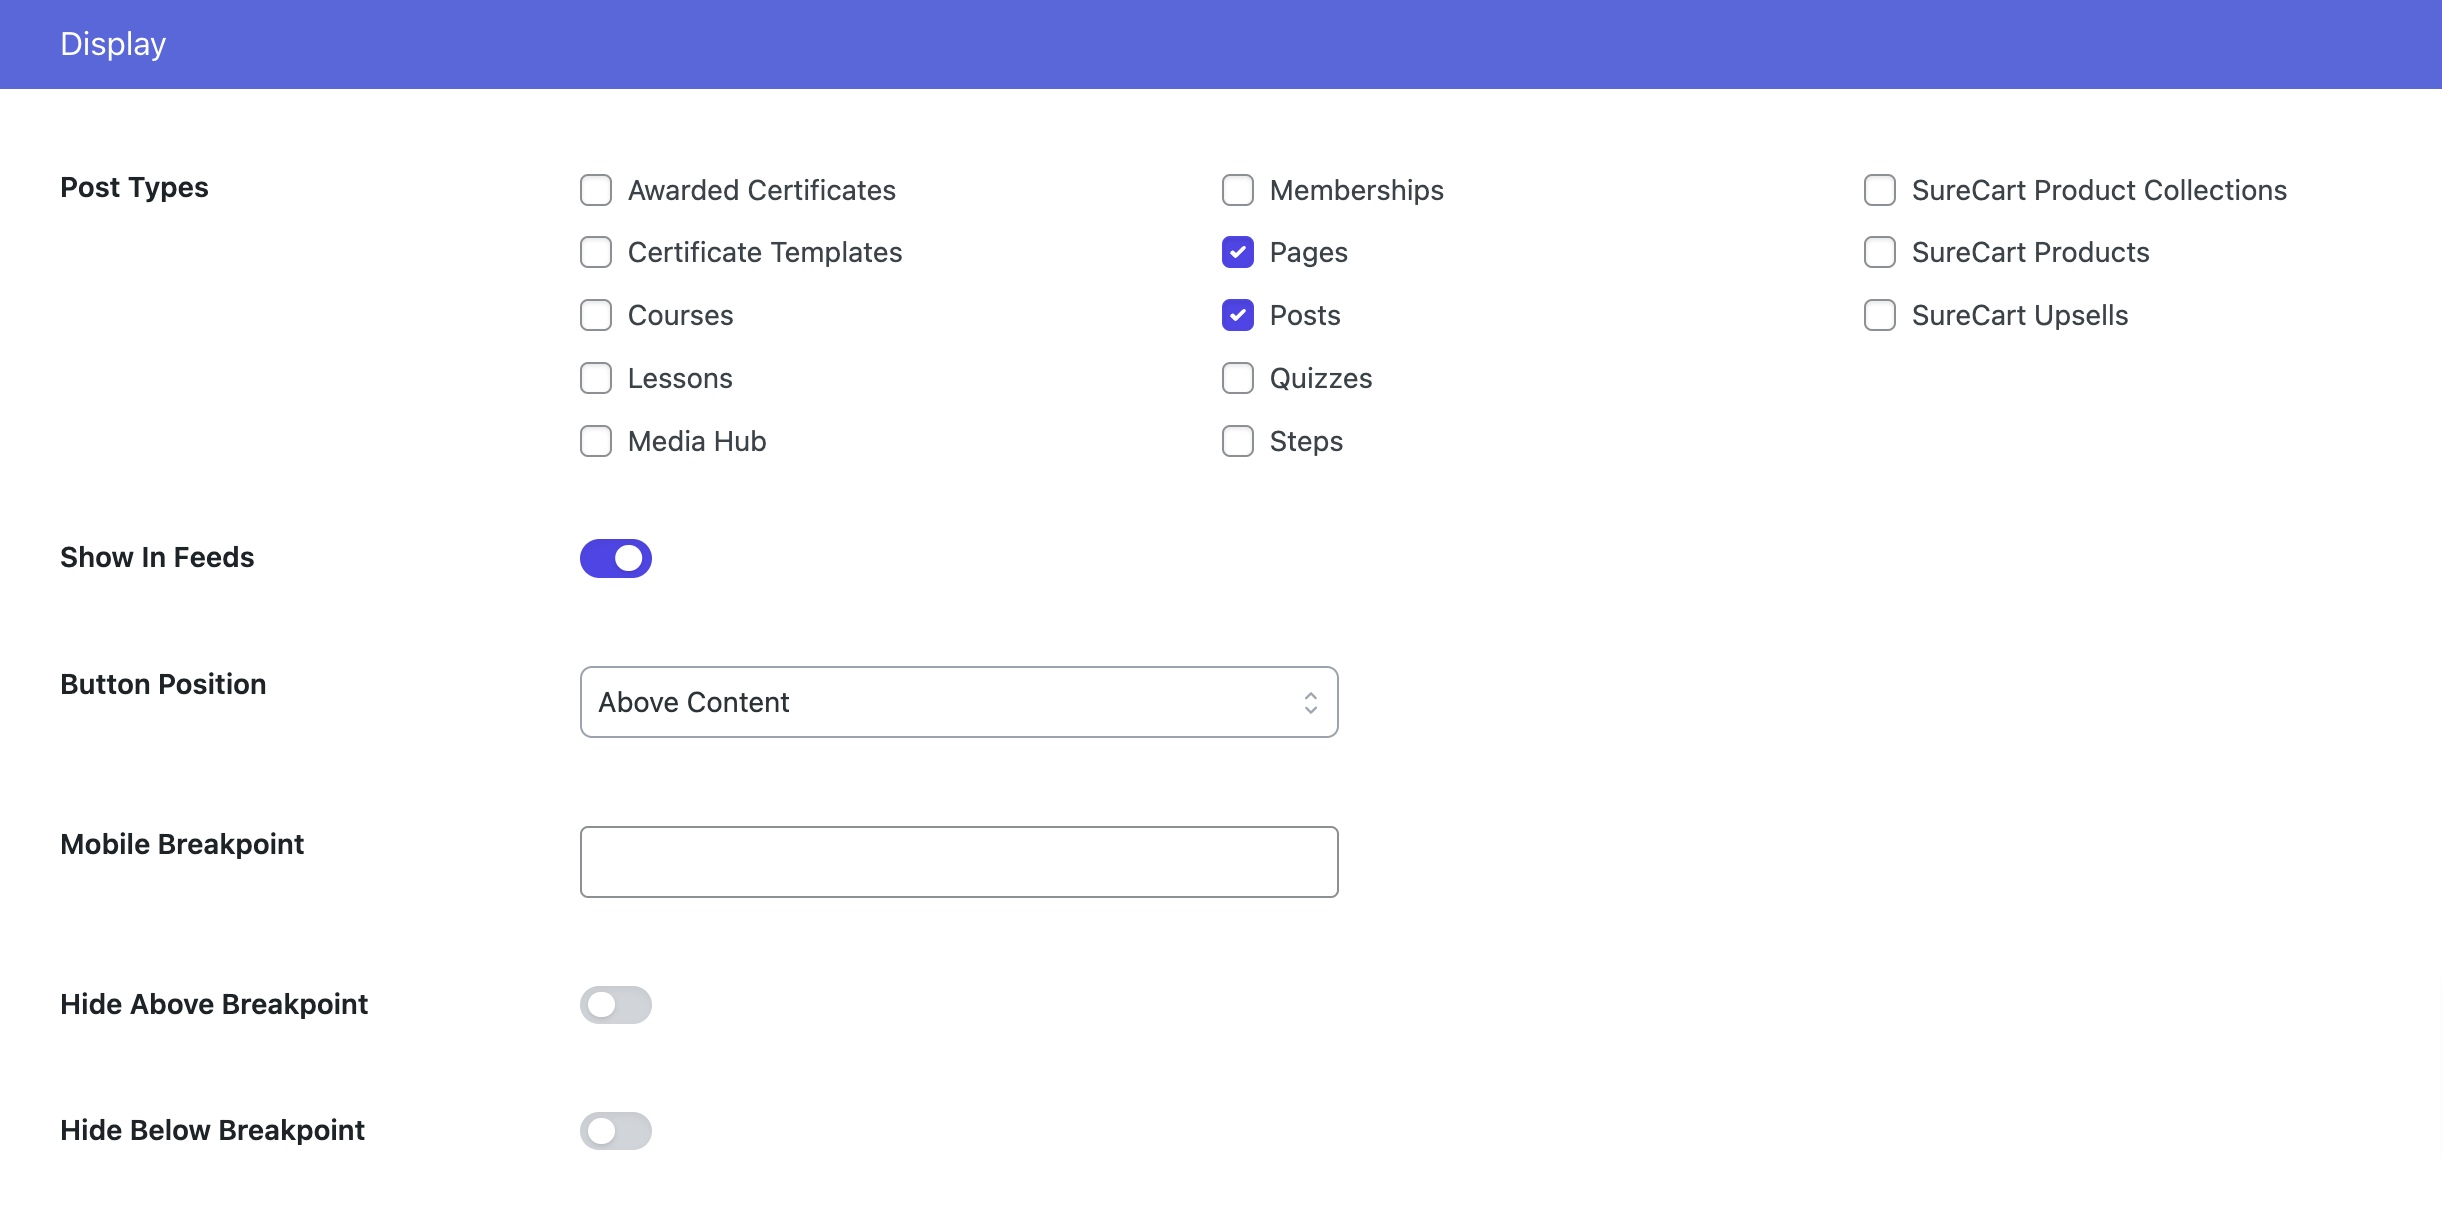 Display
Post Types
Awarded Certificates
Certificate Templates
Courses
Lessons
Media Hub
Memberships
Pages
Posts
Quizzes
Steps
SureCart Product Collections
SureCart Products
SureCart Upsells
Show In Feeds
Button Position
Above Content
Mobile Breakpoint
Hide Above Breakpoint
Hide Below Breakpoint